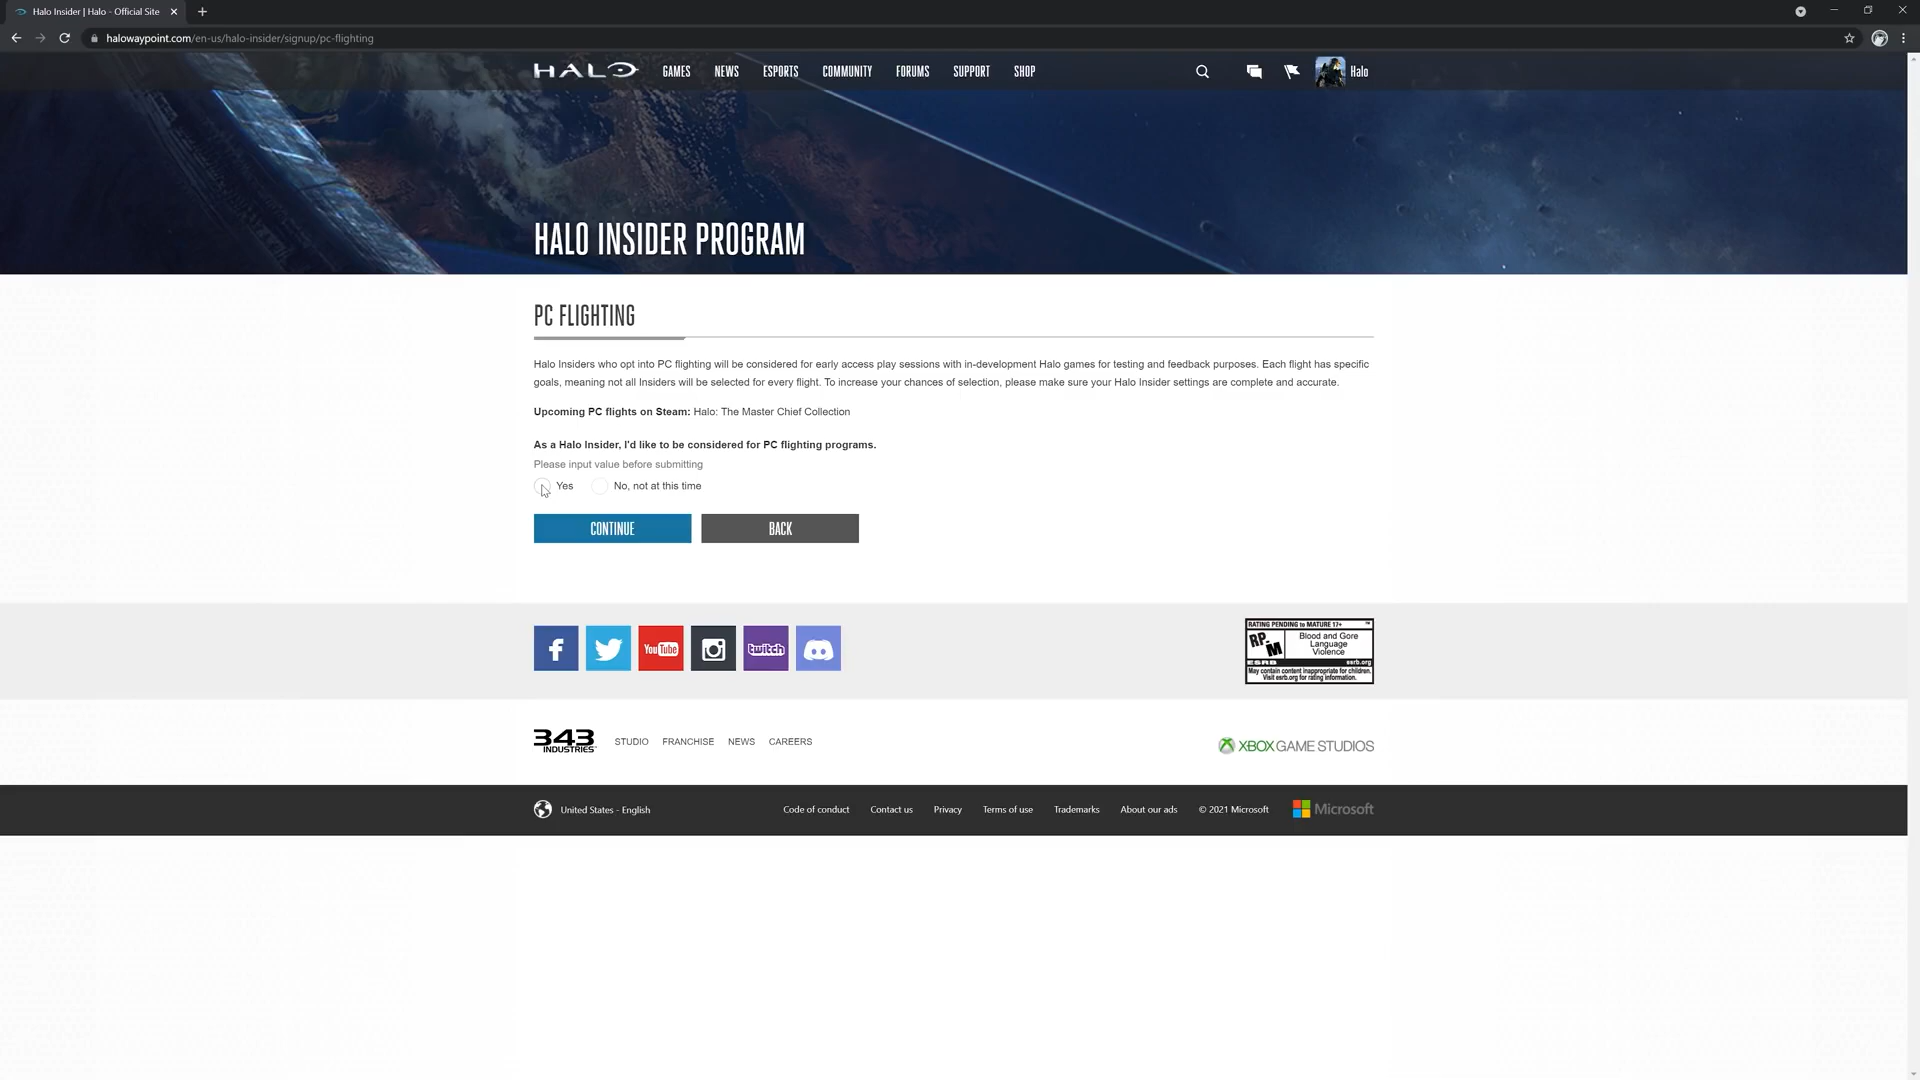 Halo Insider | Halo - Official Site
halowaypoint.com/en-us/halo-insider/signup/pc-flighting
HALO GAMES NEWS ESPORTS COMMUNITY FORUMS SUPPORT SHOP Halo
HALO INSIDER PROGRAM
PC FLIGHTING
Halo Insiders who opt into PC flighting will be considered for early access play sessions with in-development Halo games for testing and feedback purposes. Each flight has specific
goals, meaning not all Insiders will be selected for every flight. To increase your chances of selection, please make sure your Halo Insider settings are complete and accurate.
Upcoming PC flights on Steam: Halo: The Master Chief Collection
As a Halo Insider, I'd like to be considered for PC flighting programs.
Please input value before submitting
Yes No, not at this time
CONTINUE BACK
YouTube twitch
RATING PENDING to MATURE 17+ ™
RP-M
Blood and Gore
Language
Violence
ESRB esrb.org
May contain content inappropriate for children.
Visit esrb.org for rating information.
343 INDUSTRIES STUDIO FRANCHISE NEWS CAREERS XBOX GAME STUDIOS
United States - English Code of conduct Contact us Privacy Terms of use Trademarks About our ads © 2021 Microsoft Microsoft